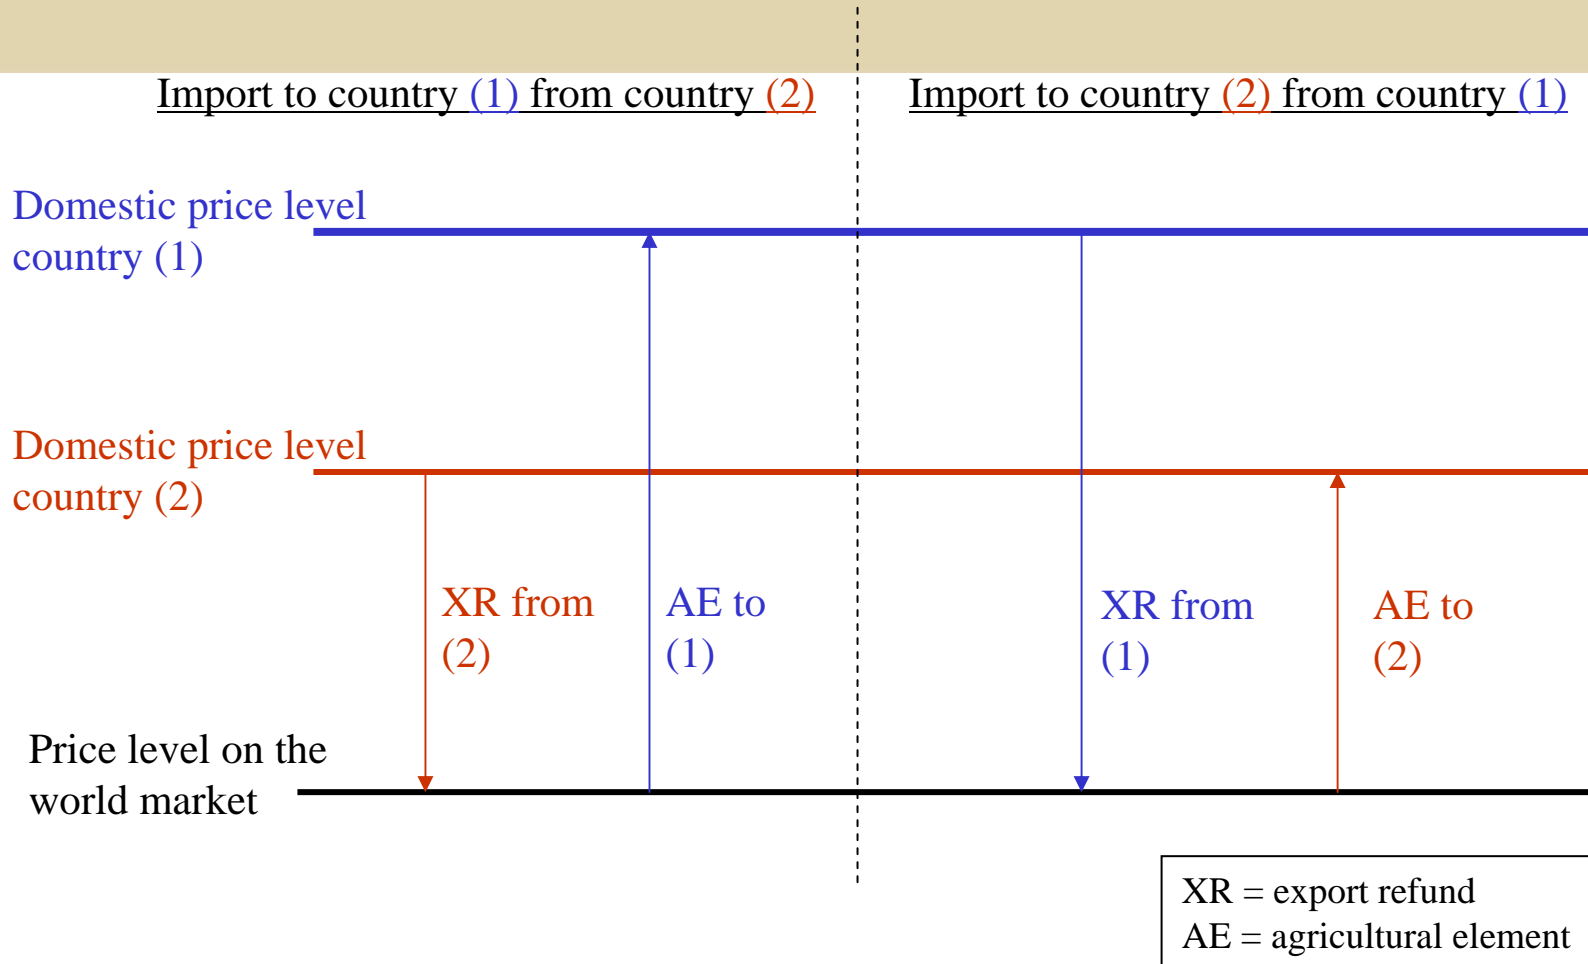 Import to country (1) from country (2)
Import to country (2) from country (1)
Domestic price level
country (1)
Domestic price level
country (2)
XR from
(2)
AE to
(1)
XR from
(1)
AE to
(2)
Price level on the
world market
XR = export refund
AE = agricultural element